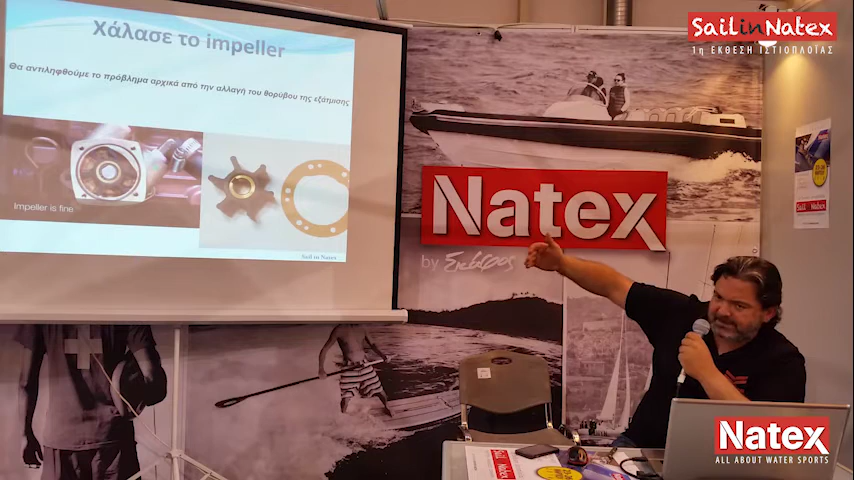 Χάλασε το impeller
Θα αντιληφθούμε το πρόβλημα αρχικά από την αλλαγή του θορύβου της εξάτμισης
Impeller is fine
Sail in Natex
SailinNatex
1η ΕΚΘΕΣΗ ΙΣΤΙΟΠΛΟΪΑΣ
Natex
by Σκάφος
Natex
ALL ABOUT WATER SPORTS